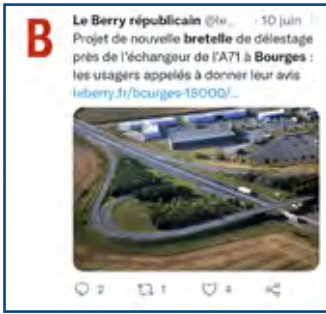 B
Le Berry républicain @le_ · 10 juin
Projet de nouvelle bretelle de délestage
près de l'échangeur de l'A71 à Bourges :
les usagers appelés à donner leur avis
leberry.fr/bourges-18000/...
2 1 4